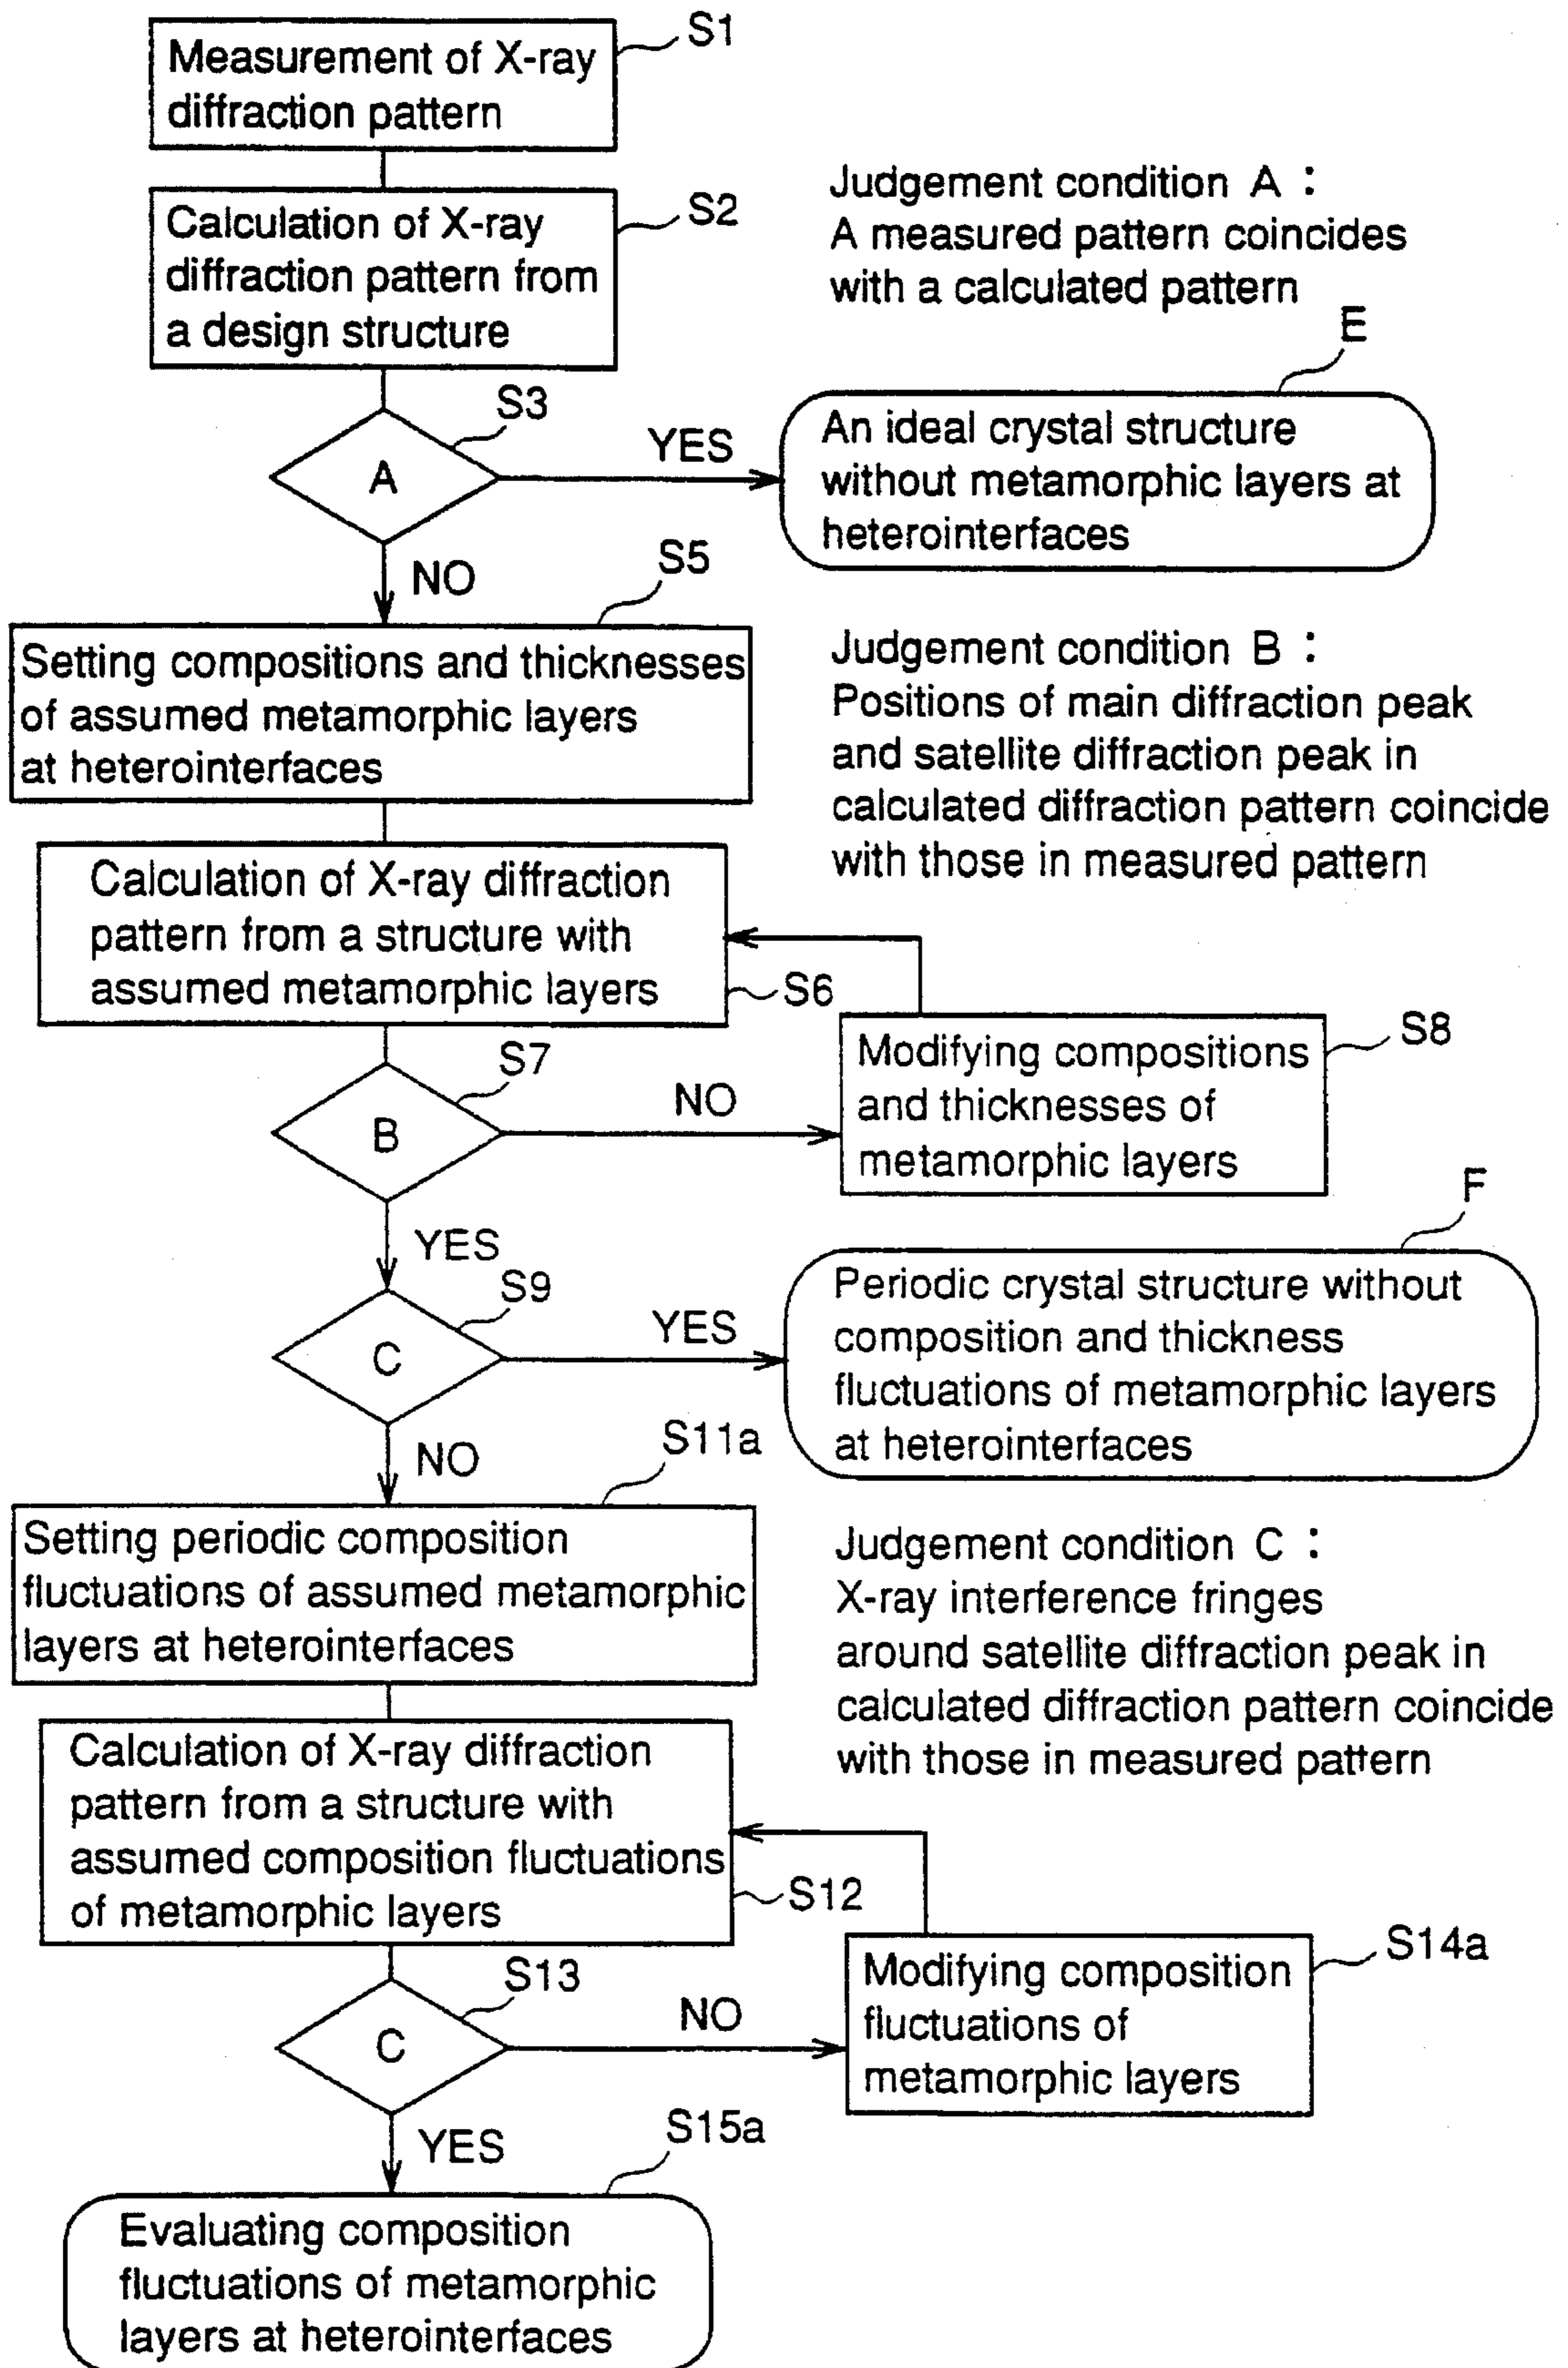 S1
Measurement of X-ray
diffraction pattern
S2
Calculation of X-ray
diffraction pattern from
a design structure
Judgement condition A :
A measured pattern coincides
with a calculated pattern
S3
A
YES
E
An ideal crystal structure
without metamorphic layers at
heterointerfaces
NO
S5
Setting compositions and thicknesses
of assumed metamorphic layers
at heterointerfaces
Judgement condition B :
Positions of main diffraction peak
and satellite diffraction peak in
calculated diffraction pattern coincide
with those in measured pattern
Calculation of X-ray diffraction
pattern from a structure with
assumed metamorphic layers
S6
S7
B
NO
S8
Modifying compositions
and thicknesses of
metamorphic layers
YES
S9
C
YES
F
Periodic crystal structure without
composition and thickness
fluctuations of metamorphic layers
at heterointerfaces
NO
S11a
Setting periodic composition
fluctuations of assumed metamorphic
layers at heterointerfaces
Judgement condition C :
X-ray interference fringes
around satellite diffraction peak in
calculated diffraction pattern coincide
with those in measured pattern
Calculation of X-ray diffraction
pattern from a structure with
assumed composition fluctuations
of metamorphic layers
S12
S13
C
NO
S14a
Modifying composition
fluctuations of
metamorphic layers
YES
S15a
Evaluating composition
fluctuations of metamorphic
layers at heterointerfaces